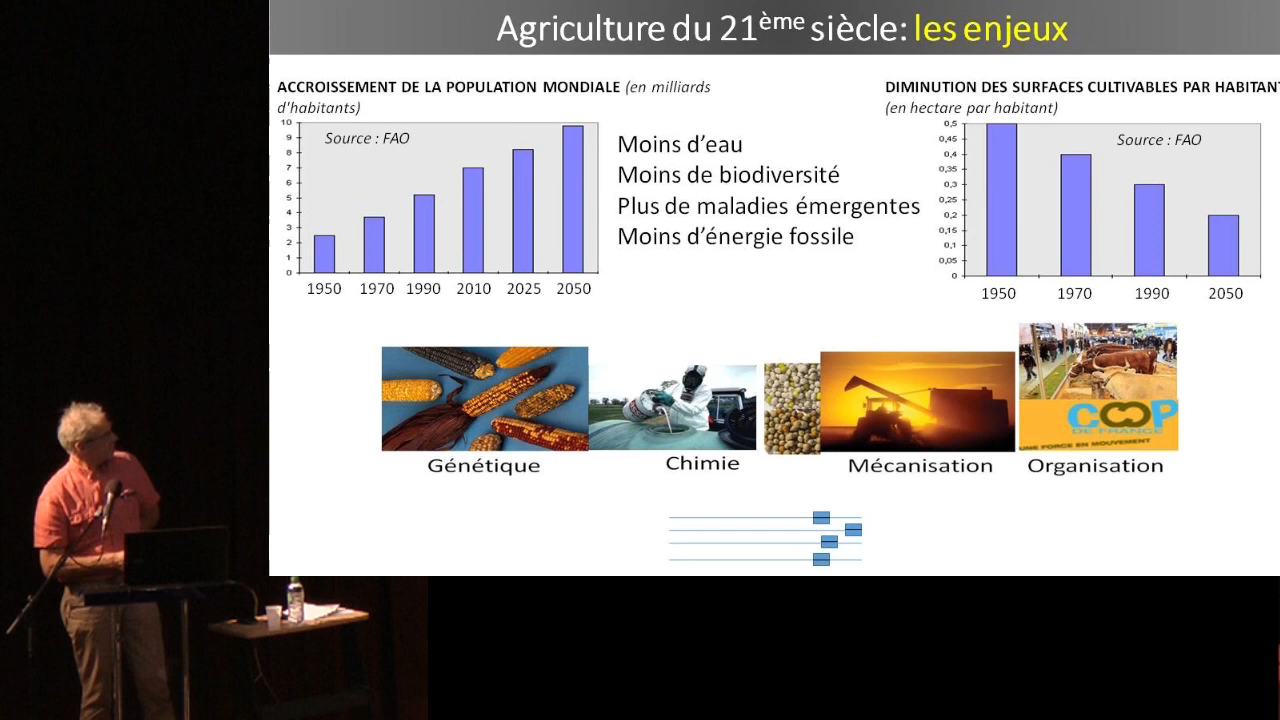 Agriculture du 21ème siècle: les enjeux
ACCROISSEMENT DE LA POPULATION MONDIALE (en milliards
d'habitants)
Source : FAO
10
9
8
7
6
5
4
3
2
1
0
1950 1970 1990 2010 2025 2050
Moins d’eau
Moins de biodiversité
Plus de maladies émergentes
Moins d’énergie fossile
DIMINUTION DES SURFACES CULTIVABLES PAR HABITANT
(en hectare par habitant)
Source : FAO
0,5
0,45
0,4
0,35
0,3
0,25
0,2
0,15
0,1
0,05
0
1950 1970 1990 2050
COOP
DE FRANCE
UNE FORCE EN MOUVEMENT
Génétique
Chimie
Mécanisation
Organisation